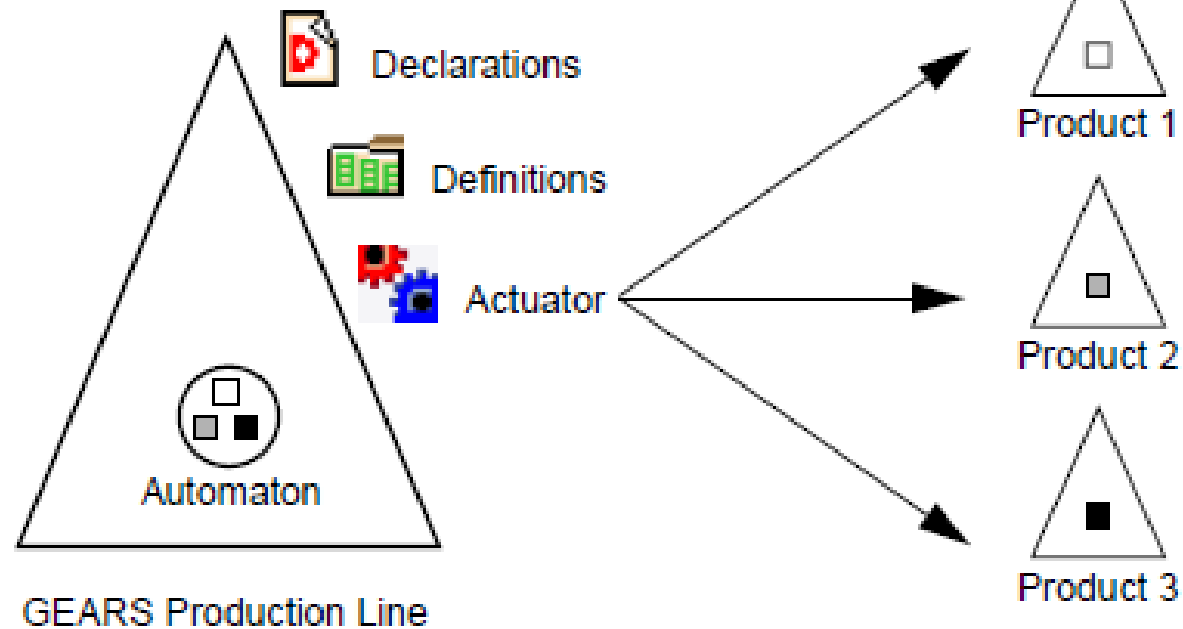 Declarations
Definitions
Actuator
Automaton
GEARS Production Line
Product 1
Product 2
Product 3